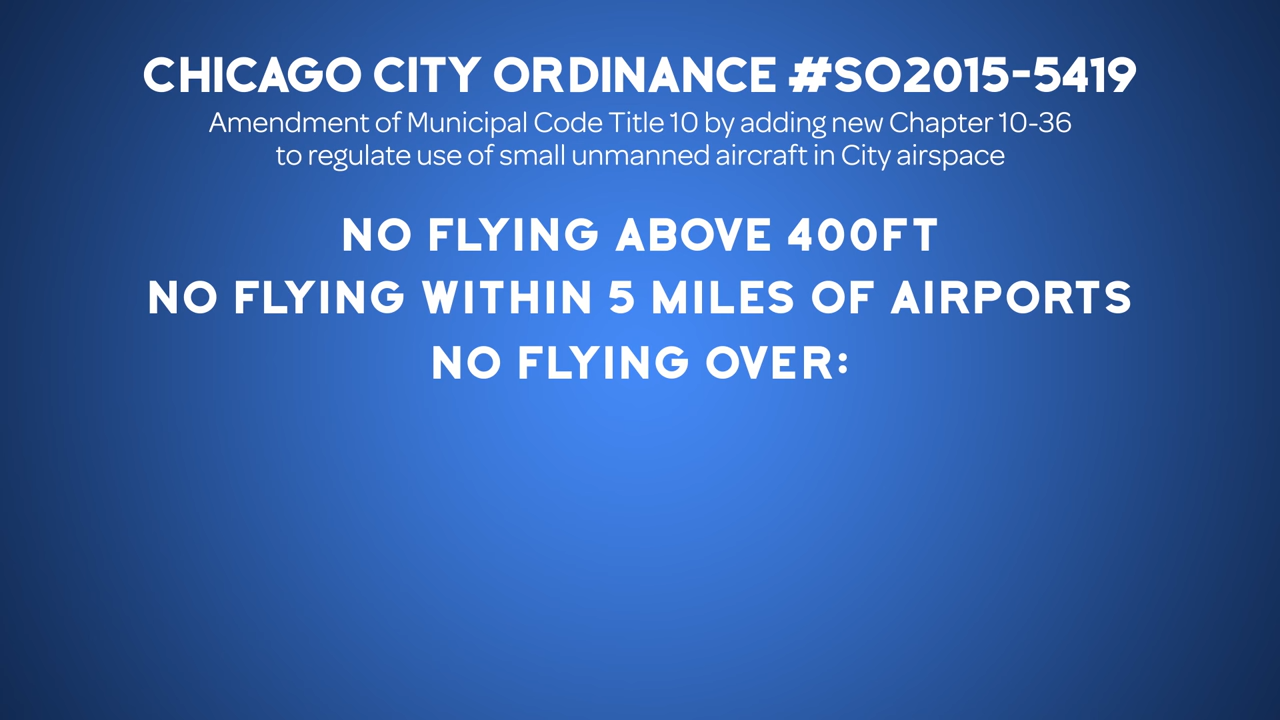 CHICAGO CITY ORDINANCE #SO2015-5419
Amendment of Municipal Code Title 10 by adding new Chapter 10-36
to regulate use of small unmanned aircraft in City airspace
NO FLYING ABOVE 400FT
NO FLYING WITHIN 5 MILES OF AIRPORTS
NO FLYING OVER: